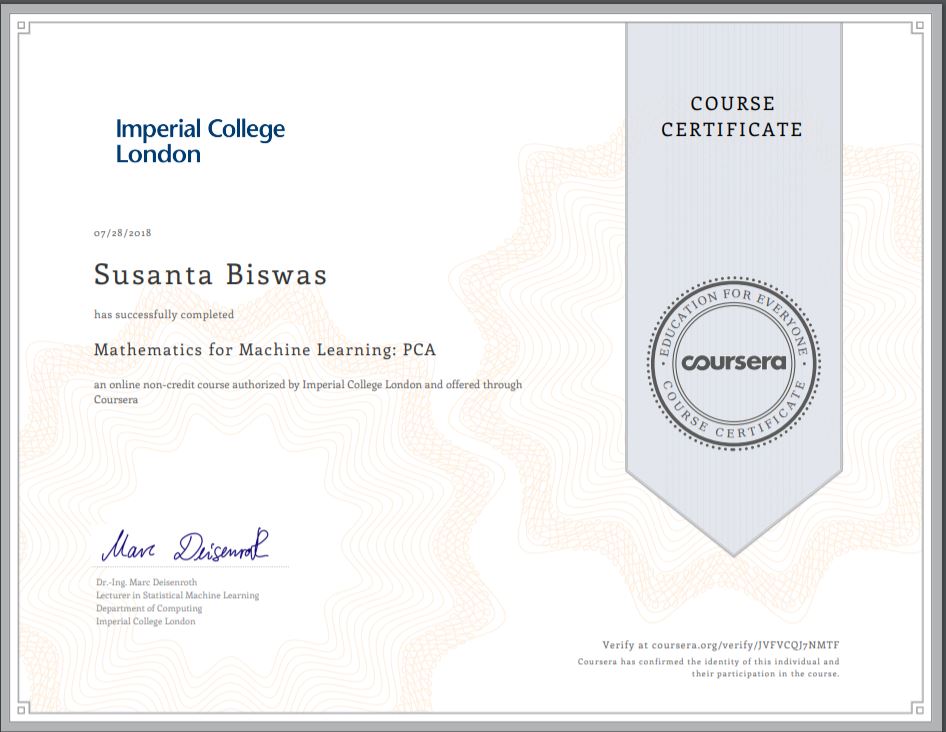 Imperial College
London
COURSE
CERTIFICATE
07/28/2018
Susanta Biswas
has successfully completed
Mathematics for Machine Learning: PCA
an online non-credit course authorized by Imperial College London and offered through
Coursera
EDUCATION FOR EVERYONE
coursera
COURSE CERTIFICATE
Marc Deisenroth
Dr.-Ing. Marc Deisenroth
Lecturer in Statistical Machine Learning
Department of Computing
Imperial College London
Verify at coursera.org/verify/JVFVCQJ7NMTF
Coursera has confirmed the identity of this individual and
their participation in the course.